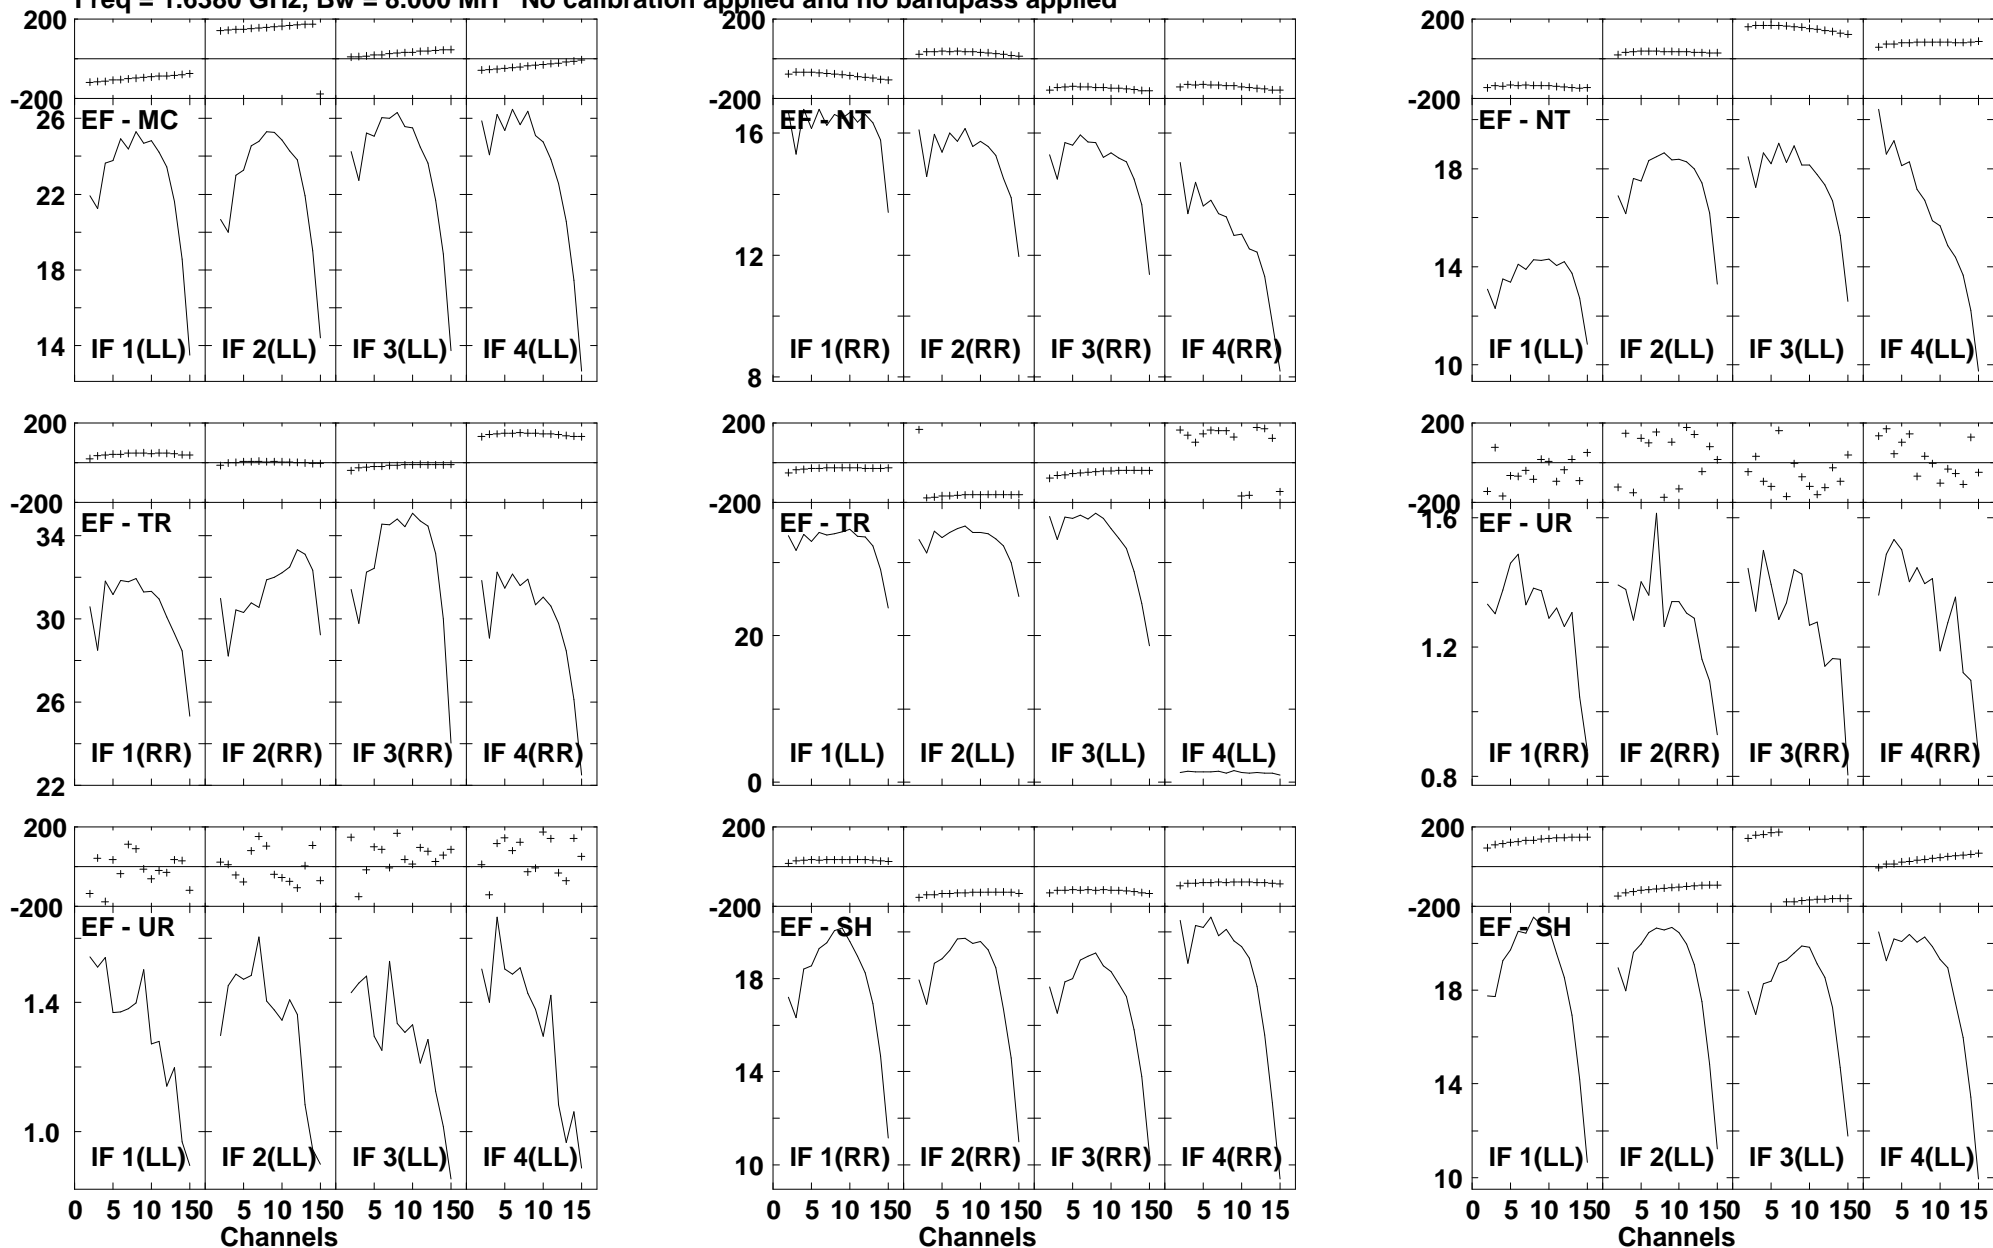 Freq = 1.6380 GHz, Bw = 8.000 MH No calibration applied and no bandpass applied
200 200 200
-200 -200 -200
EF - MC EF - NT EF - NT
26 16 18
22 12 14
18 8 10
14
IF 1(LL) IF 2(LL) IF 3(LL) IF 4(LL) IF 1(RR) IF 2(RR) IF 3(RR) IF 4(RR) IF 1(LL) IF 2(LL) IF 3(LL) IF 4(LL)
200 200 200
-200 -200 -200
EF - TR EF - TR EF - UR
34 20 1.6
30 0 1.2
26 0.8
22
IF 1(RR) IF 2(RR) IF 3(RR) IF 4(RR) IF 1(LL) IF 2(LL) IF 3(LL) IF 4(LL) IF 1(RR) IF 2(RR) IF 3(RR) IF 4(RR)
200 200 200
-200 -200 -200
EF - UR EF - SH EF - SH
1.4 18 18
1.0 14 14
10 10
IF 1(LL) IF 2(LL) IF 3(LL) IF 4(LL) IF 1(RR) IF 2(RR) IF 3(RR) IF 4(RR) IF 1(LL) IF 2(LL) IF 3(LL) IF 4(LL)
0 5 10 150 5 10 150 5 10 15 0 5 10 150 5 10 150 5 10 15 0 5 10 150 5 10 150 5 10 15
Channels Channels Channels